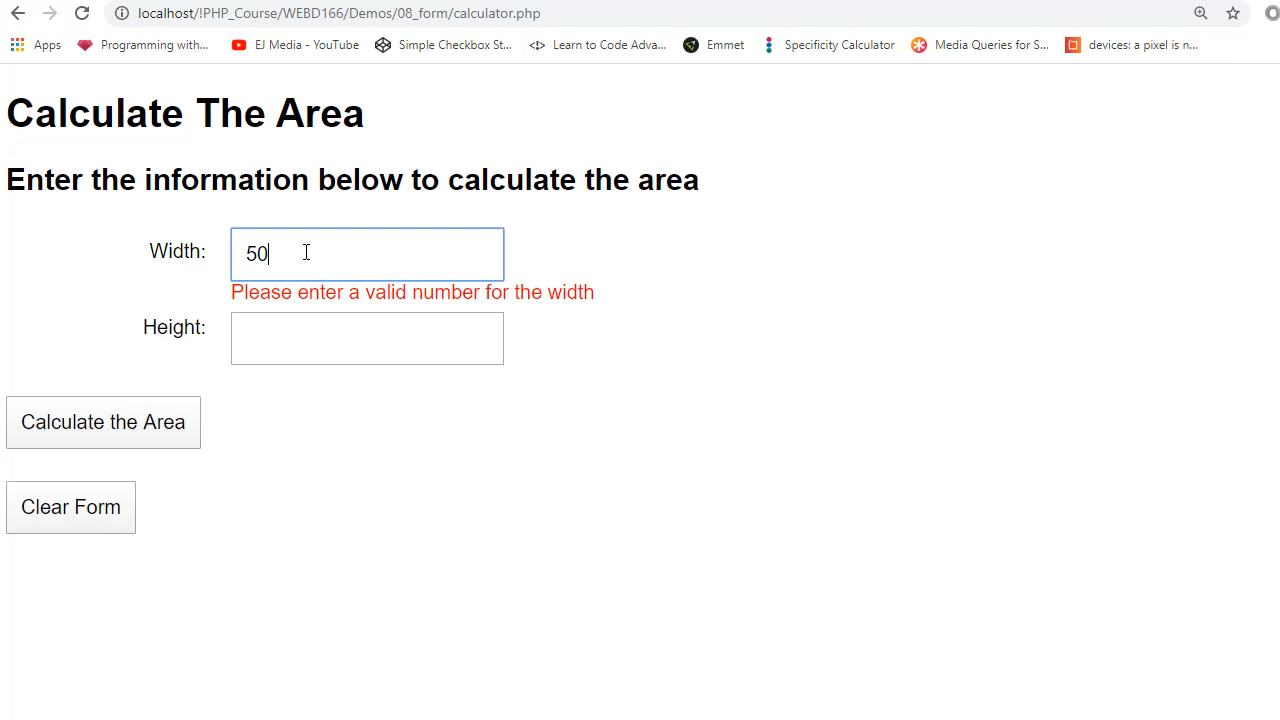 localhost/!PHP_Course/WEBD166/Demos/08_form/calculator.php
Apps Programming with... EJ Media - YouTube Simple Checkbox St... Learn to Code Adva... Emmet Specificity Calculator Media Queries for S... devices: a pixel is n...
Calculate The Area
Enter the information below to calculate the area
Width: 50
Please enter a valid number for the width
Height:
Calculate the Area
Clear Form